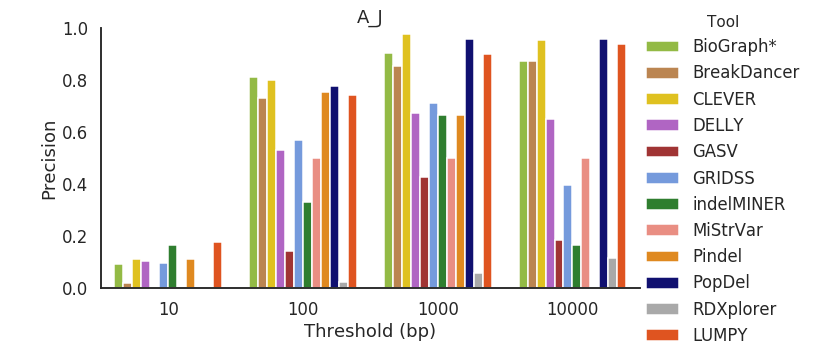 A_J
Precision
1.0
0.8
0.6
0.4
0.2
0.0
10
100
1000
10000
Threshold (bp)
Tool
BioGraph*
BreakDancer
CLEVER
DELLY
GASV
GRIDSS
indelMINER
MiStrVar
Pindel
PopDel
RDXplorer
LUMPY